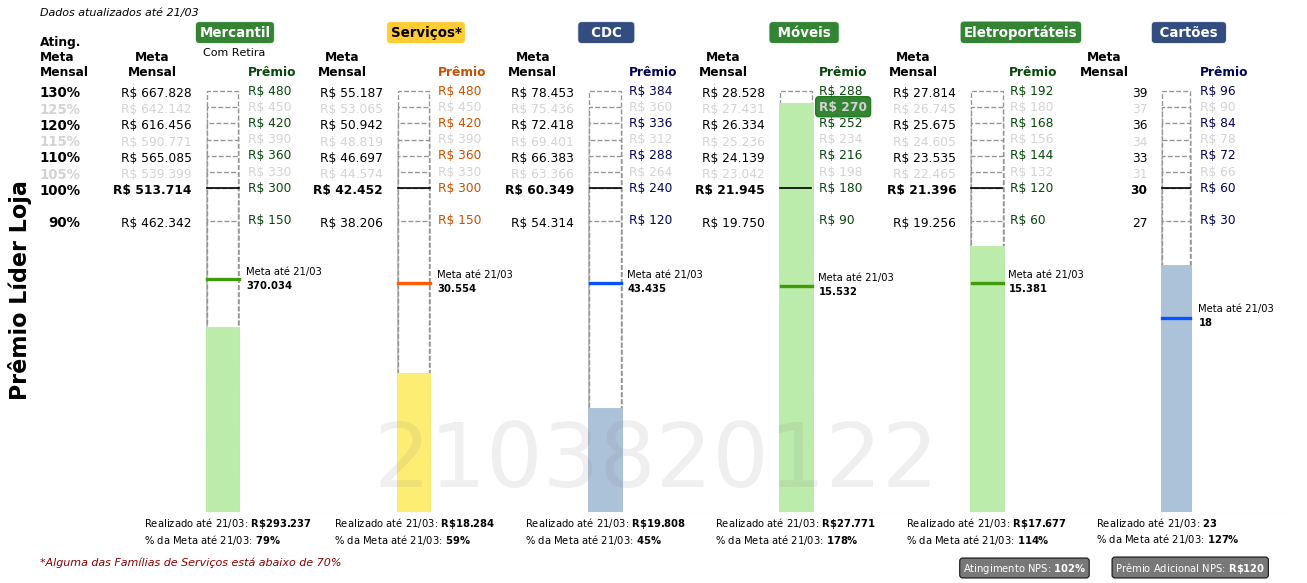 Dados atualizados até 21/03
Mercantil Serviços* CDC Móveis Eletroportáteis Cartões
Com Retira
Ating. Meta Mensal Meta Mensal Prêmio Meta Mensal Prêmio Meta Mensal Prêmio Meta Mensal Prêmio Meta Mensal Prêmio Meta Mensal Prêmio
130% R$ 667.828 R$ 480 R$ 55.187 R$ 480 R$ 78.453 R$ 384 R$ 28.528 R$ 288 R$ 27.814 R$ 192 39 R$ 96
125% R$ 642.142 R$ 450 R$ 53.065 R$ 450 R$ 75.436 R$ 360 R$ 27.431 R$ 270 R$ 26.745 R$ 180 37 R$ 90
120% R$ 616.456 R$ 420 R$ 50.942 R$ 420 R$ 72.418 R$ 336 R$ 26.334 R$ 252 R$ 25.675 R$ 168 36 R$ 84
115% R$ 590.771 R$ 390 R$ 48.819 R$ 390 R$ 69.401 R$ 312 R$ 25.236 R$ 234 R$ 24.605 R$ 156 34 R$ 78
110% R$ 565.085 R$ 360 R$ 46.697 R$ 360 R$ 66.383 R$ 288 R$ 24.139 R$ 216 R$ 23.535 R$ 144 33 R$ 72
105% R$ 539.399 R$ 330 R$ 44.574 R$ 330 R$ 63.366 R$ 264 R$ 23.042 R$ 198 R$ 22.465 R$ 132 31 R$ 66
100% R$ 513.714 R$ 300 R$ 42.452 R$ 300 R$ 60.349 R$ 240 R$ 21.945 R$ 180 R$ 21.396 R$ 120 30 R$ 60
90% R$ 462.342 R$ 150 R$ 38.206 R$ 150 R$ 54.314 R$ 120 R$ 19.750 R$ 90 R$ 19.256 R$ 60 27 R$ 30
Prêmio Líder Loja
Meta até 21/03 Meta até 21/03 Meta até 21/03 Meta até 21/03 Meta até 21/03 Meta até 21/03
370.034 30.554 43.435 15.532 15.381 18
2103820122
Realizado até 21/03: R$293.237 Realizado até 21/03: R$18.284 Realizado até 21/03: R$19.808 Realizado até 21/03: R$27.771 Realizado até 21/03: R$17.677 Realizado até 21/03: 23
% da Meta até 21/03: 79% % da Meta até 21/03: 59% % da Meta até 21/03: 45% % da Meta até 21/03: 178% % da Meta até 21/03: 114% % da Meta até 21/03: 127%
*Alguma das Famílias de Serviços está abaixo de 70% Atingimento NPS: 102% Prêmio Adicional NPS: R$120